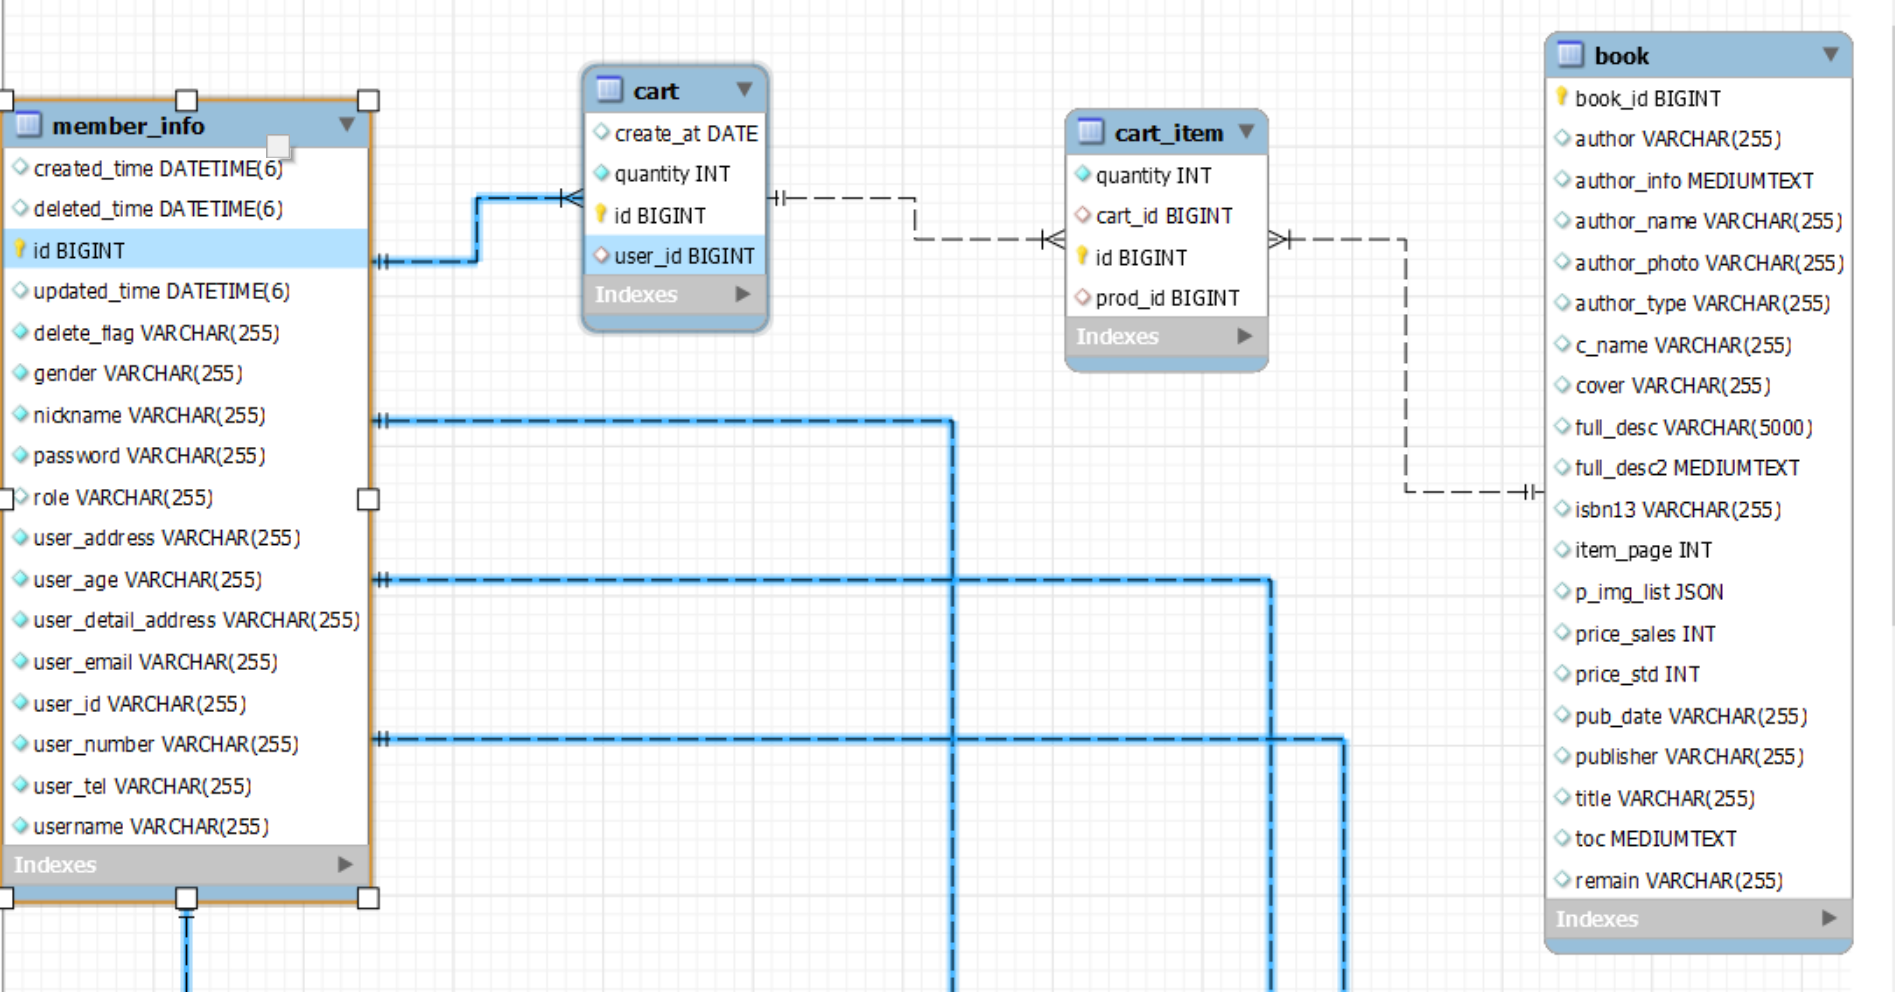 member_info
created_time DATETIME(6)
deleted_time DATETIME(6)
id BIGINT
updated_time DATETIME(6)
delete_flag VARCHAR(255)
gender VARCHAR(255)
nickname VARCHAR(255)
password VARCHAR(255)
role VARCHAR(255)
user_address VARCHAR(255)
user_age VARCHAR(255)
user_detail_address VARCHAR(255)
user_email VARCHAR(255)
user_id VARCHAR(255)
user_number VARCHAR(255)
user_tel VARCHAR(255)
username VARCHAR(255)
Indexes
cart
create_at DATE
quantity INT
id BIGINT
user_id BIGINT
Indexes
cart_item
quantity INT
cart_id BIGINT
id BIGINT
prod_id BIGINT
Indexes
book
book_id BIGINT
author VARCHAR(255)
author_info MEDIUMTEXT
author_name VARCHAR(255)
author_photo VARCHAR(255)
author_type VARCHAR(255)
c_name VARCHAR(255)
cover VARCHAR(255)
full_desc VARCHAR(5000)
full_desc2 MEDIUMTEXT
isbn13 VARCHAR(255)
item_page INT
p_img_list JSON
price_sales INT
price_std INT
pub_date VARCHAR(255)
publisher VARCHAR(255)
title VARCHAR(255)
toc MEDIUMTEXT
remain VARCHAR(255)
Indexes